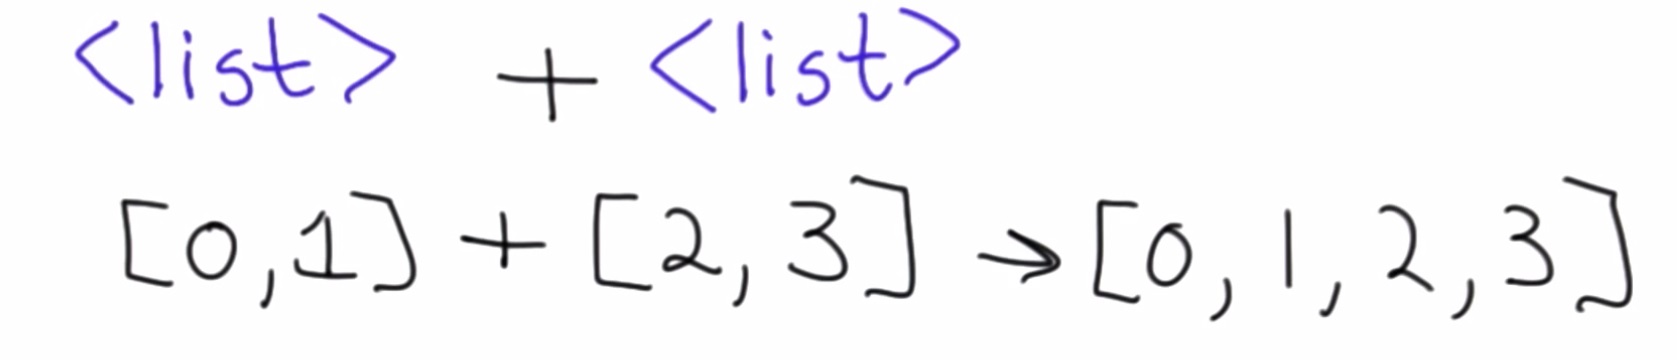 <list> + <list>
[0,1] + [2,3] → [0,1,2,3]